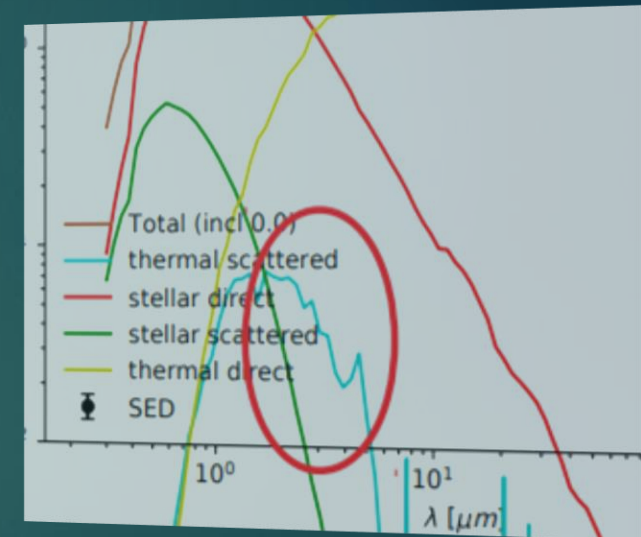 Total (incl 0.0)
thermal scattered
stellar direct
stellar scattered
thermal direct
SED
10⁰
10¹
λ [μm]